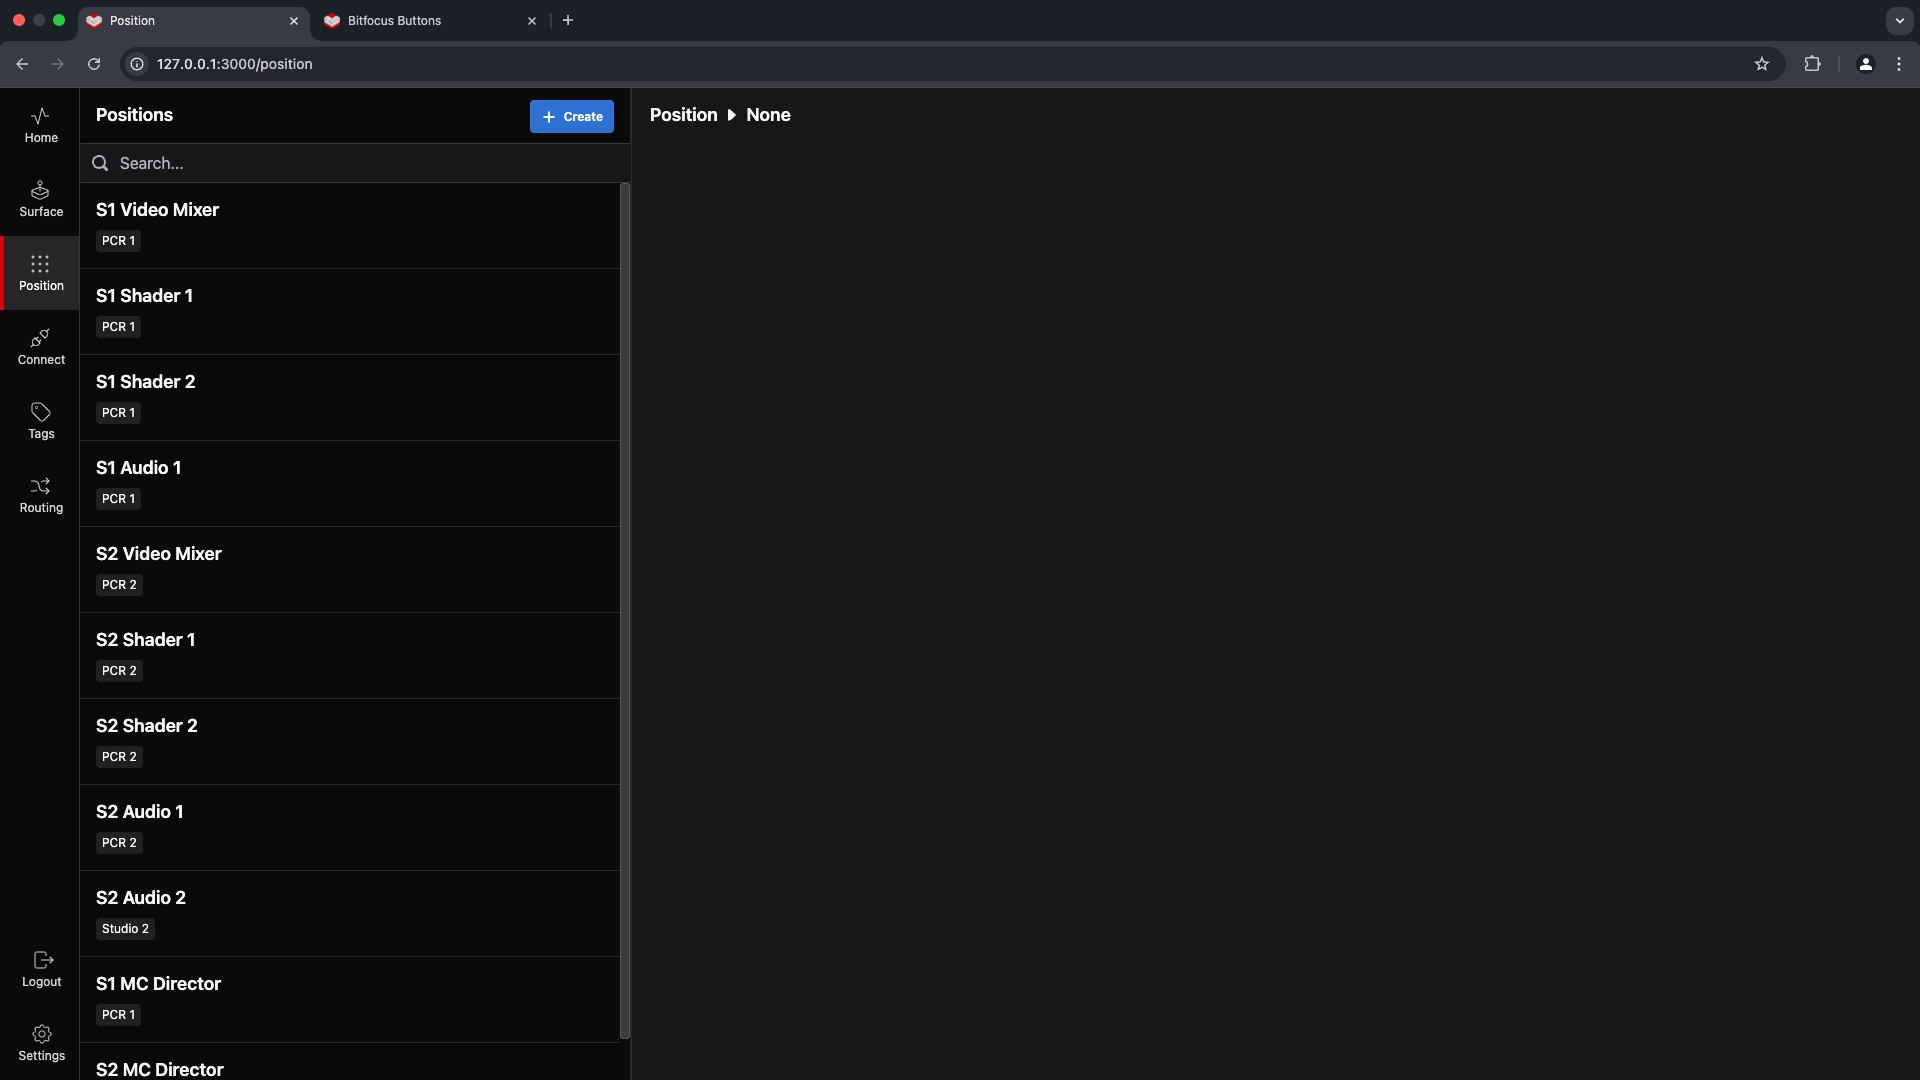 Position
Bitfocus Buttons
127.0.0.1:3000/position
Home
Surface
Position
Connect
Tags
Routing
Logout
Settings
Positions
Create
Search...
S1 Video Mixer
PCR 1
S1 Shader 1
PCR 1
S1 Shader 2
PCR 1
S1 Audio 1
PCR 1
S2 Video Mixer
PCR 2
S2 Shader 1
PCR 2
S2 Shader 2
PCR 2
S2 Audio 1
PCR 2
S2 Audio 2
Studio 2
S1 MC Director
PCR 1
S2 MC Director
Position None